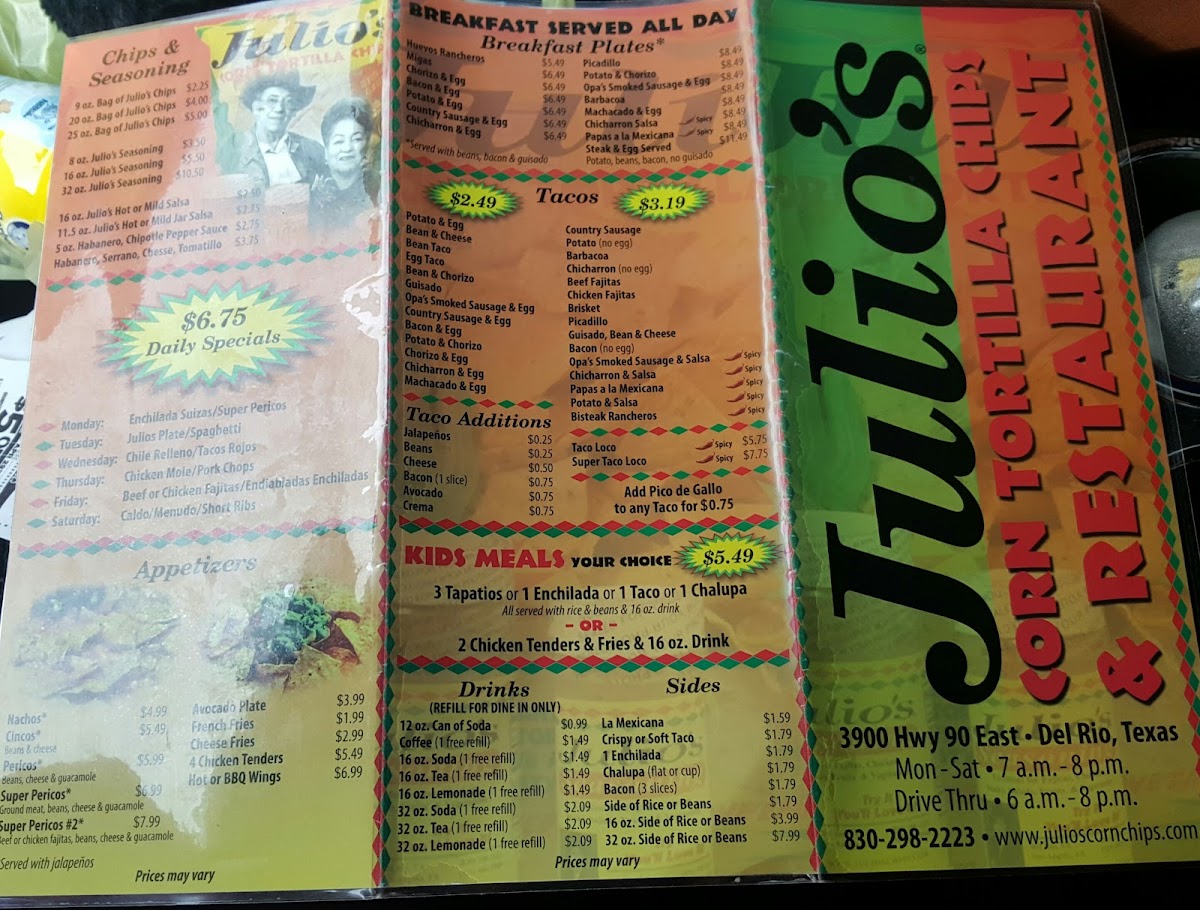 Chips &
Seasoning
9 oz. Bag of Julio's Chips $2.25
20 oz. Bag of Julio's Chips $4.00
25 oz. Bag of Julio's Chips $5.00
8 oz. Julio's Seasoning $3.50
16 oz. Julio's Seasoning $5.50
32 oz. Julio's Seasoning $10.50
16 oz. Julio's Hot or Mild Salsa $2.50
11.5 oz. Julio's Hot or Mild Jar Salsa $2.75
5 oz. Habanero, Chipotle Pepper Sauce $2.75
Habanero, Serrano, Chesse, Tomatillo $3.75
Julio's
$6.75
Daily Specials
Monday: Enchilada Suizas/Super Pericos
Tuesday: Julios Plate/Spaghetti
Wednesday: Chile Relleno/Tacos Rojos
Thursday: Chicken Mole/Pork Chops
Friday: Beef or Chicken Fajitas/Endiabladas Enchiladas
Saturday: Caldo/Menudo/Short Ribs
Appetizers
Nachos* $4.99
Cincos* $5.49
Beans & cheese
Pericos* $5.99
Beans, cheese & guacamole
Super Pericos* $6.99
Ground meat, beans, cheese & guacamole
Super Pericos #2* $7.99
Beef or chicken fajitas, beans, cheese & guacamole
Served with jalapeños
Avocado Plate $3.99
French Fries $1.99
Cheese Fries $2.99
4 Chicken Tenders $5.49
Hot or BBQ Wings $6.99
Prices may vary
BREAKFAST SERVED ALL DAY
Breakfast Plates*
Huevos Rancheros $5.49
Migas $6.49
Chorizo & Egg $6.49
Bacon & Egg $6.49
Potato & Egg $6.49
Country Sausage & Egg $6.49
Chicharron & Egg $6.49
*Served with beans, bacon & guisado
Picadillo $8.49
Potato & Chorizo $8.49
Opa's Smoked Sausage & Egg $8.49
Barbacoa $8.49
Machacado & Egg $8.49
Chicharron Salsa Spicy $8.49
Papas a la Mexicana Spicy $8.49
Steak & Egg Served $11.49
Potato, beans, bacon, no guisado
Tacos
$2.49
Potato & Egg
Bean & Cheese
Bean Taco
Egg Taco
Bean & Chorizo
Guisado
Opa's Smoked Sausage & Egg
Country Sausage & Egg
Bacon & Egg
Potato & Chorizo
Chorizo & Egg
Chicharron & Egg
Machacado & Egg
$3.19
Country Sausage
Potato (no egg)
Barbacoa
Chicharron (no egg)
Beef Fajitas
Chicken Fajitas
Brisket
Picadillo
Guisado, Bean & Cheese
Bacon (no egg)
Opa's Smoked Sausage & Salsa Spicy
Chicharron & Salsa Spicy
Papas a la Mexicana Spicy
Potato & Salsa Spicy
Bisteak Rancheros Spicy
Taco Additions
Jalapeños $0.25
Beans $0.25
Cheese $0.50
Bacon (1 slice) $0.75
Avocado $0.75
Crema $0.75
Taco Loco Spicy $5.75
Super Taco Loco Spicy $7.75
Add Pico de Gallo
to any Taco for $0.75
KIDS MEALS YOUR CHOICE $5.49
3 Tapatios or 1 Enchilada or 1 Taco or 1 Chalupa
All served with rice & beans & 16 oz. drink
- OR -
2 Chicken Tenders & Fries & 16 oz. Drink
Drinks
(REFILL FOR DINE IN ONLY)
12 oz. Can of Soda $0.99
Coffee (1 free refill) $1.49
16 oz. Soda (1 free refill) $1.49
16 oz. Tea (1 free refill) $1.49
16 oz. Lemonade (1 free refill) $1.49
32 oz. Soda (1 free refill) $2.09
32 oz. Tea (1 free refill) $2.09
32 oz. Lemonade (1 free refill) $2.09
Sides
La Mexicana $1.59
Crispy or Soft Taco $1.79
1 Enchilada $1.79
Chalupa (flat or cup) $1.79
Bacon (3 slices) $1.79
Side of Rice or Beans $1.79
16 oz. Side of Rice or Beans $3.99
32 oz. Side of Rice or Beans $7.99
Prices may vary
Julio's®
CORN TORTILLA CHIPS
& RESTAURANT
3900 Hwy 90 East • Del Rio, Texas
Mon - Sat • 7 a.m. - 8 p.m.
Drive Thru • 6 a.m. - 8 p.m.
830-298-2223 • www.julioscornchips.com